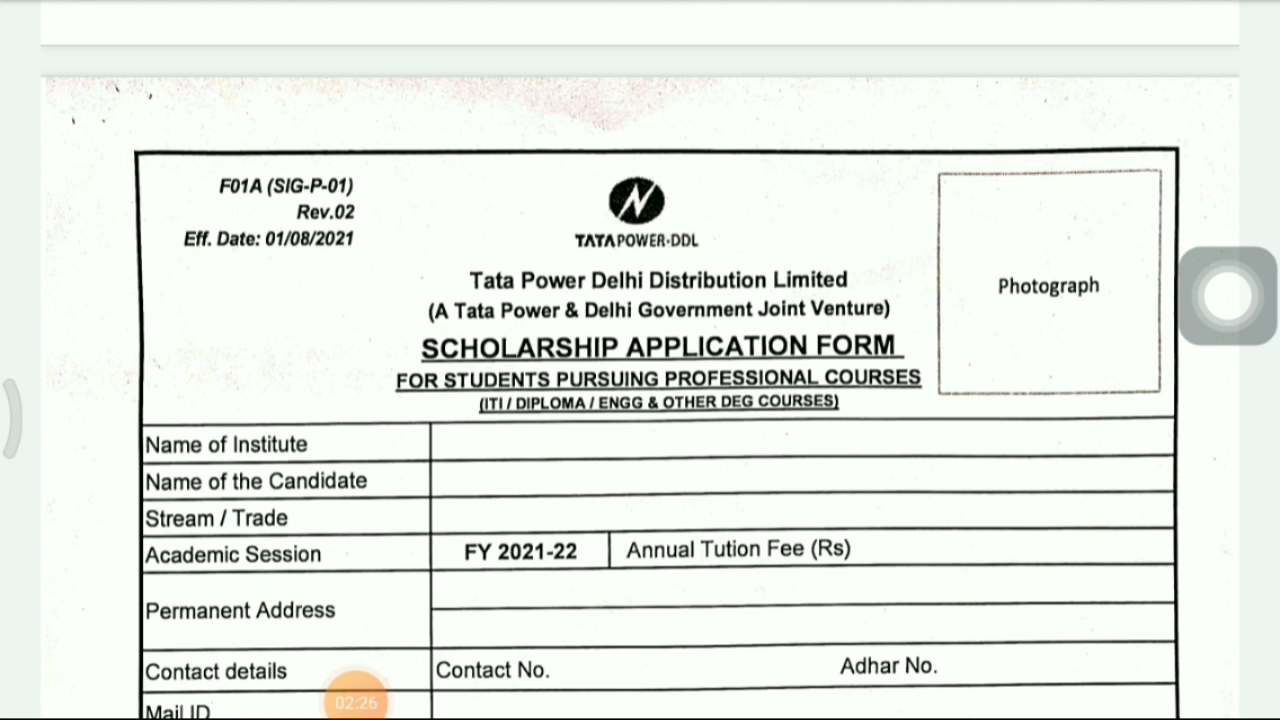 F01A (SIG-P-01)
Rev.02
Eff. Date: 01/08/2021
TATA POWER-DDL
Photograph
Tata Power Delhi Distribution Limited
(A Tata Power & Delhi Government Joint Venture)
SCHOLARSHIP APPLICATION FORM
FOR STUDENTS PURSUING PROFESSIONAL COURSES
(ITI / DIPLOMA / ENGG & OTHER DEG COURSES)
Name of Institute
Name of the Candidate
Stream / Trade
Academic Session FY 2021-22 Annual Tution Fee (Rs)
Permanent Address
Contact details Contact No. Adhar No.
Mail ID
02:26